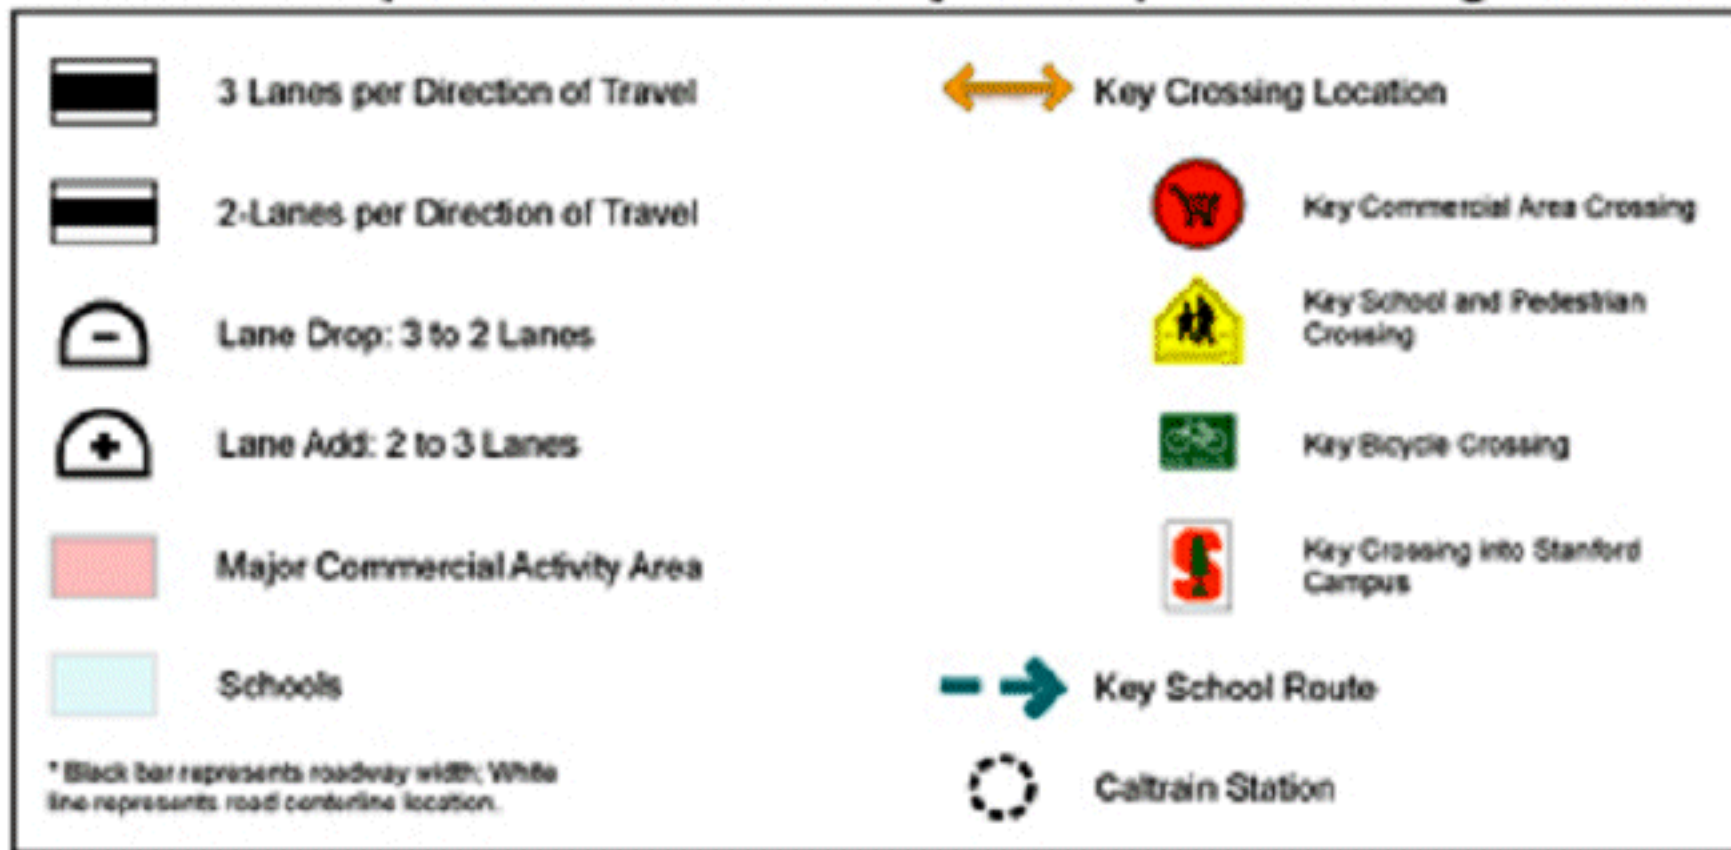 3 Lanes per Direction of Travel
2-Lanes per Direction of Travel
Lane Drop: 3 to 2 Lanes
Lane Add: 2 to 3 Lanes
Major Commercial Activity Area
Schools
* Black bar represents roadway width; White
line represents road centerline location.
Key Crossing Location
Key Commercial Area Crossing
Key School and Pedestrian
Crossing
Key Bicycle Crossing
Key Crossing into Stanford
Campus
Key School Route
Caltrain Station